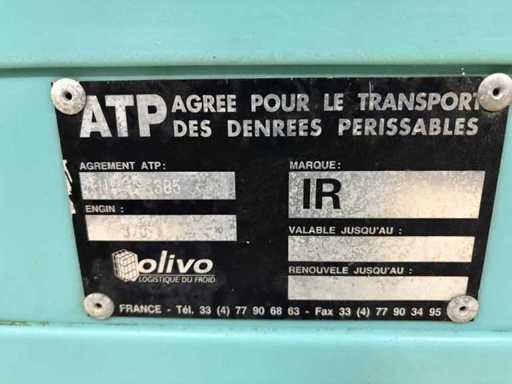 ATP AGREE POUR LE TRANSPORT
DES DENREES PERISSABLES
AGREMENT ATP :
MARQUE :
IR
ENGIN :
VALABLE JUSQU'AU :
olivo
LOGISTIQUE DU FROID
RENOUVELE JUSQU'AU :
FRANCE - Tél. 33 (4) 77 90 68 63 - Fax 33 (4) 77 90 34 95